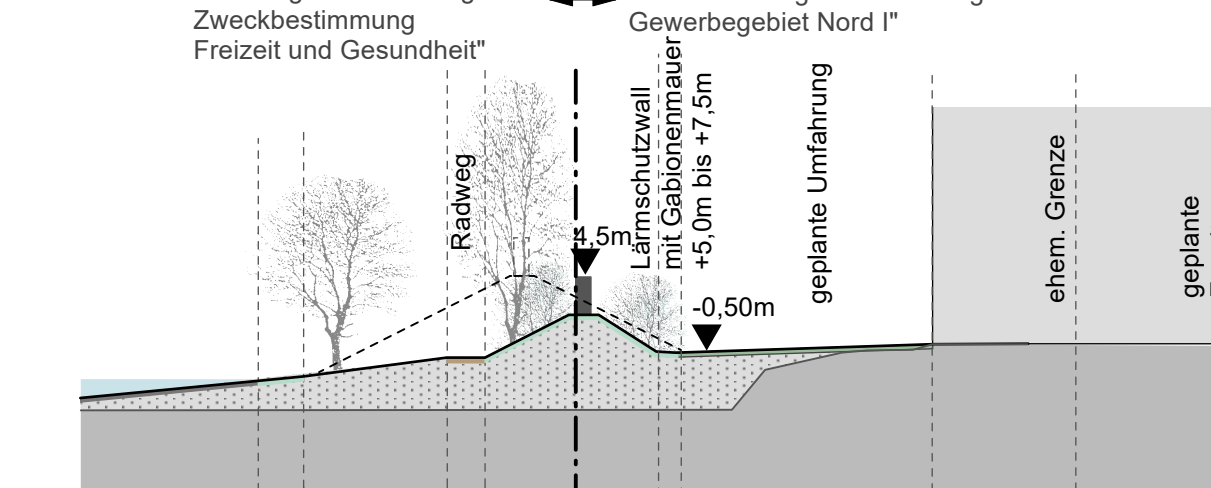 Zweckbestimmung
Freizeit und Gesundheit"
Gewerbegebiet Nord I"
Radweg
4,5m
Lärmschutzwall
mit Gabionenmauer
+5,0m bis +7,5m
-0,50m
geplante Umfahrung
ehem. Grenze
geplante